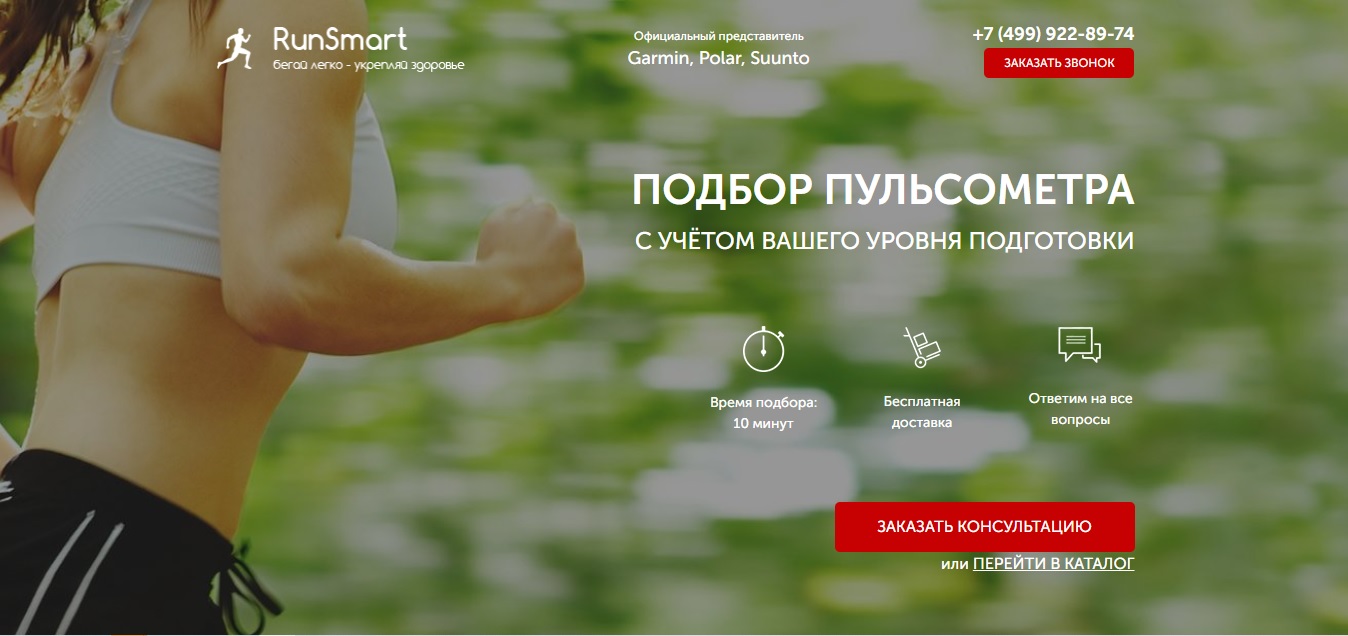 RunSmart
бегай легко - укрепляй здоровье
Официальный представитель
Garmin, Polar, Suunto
+7 (499) 922-89-74
ЗАКАЗАТЬ ЗВОНОК
ПОДБОР ПУЛЬСОМЕТРА
С УЧЁТОМ ВАШЕГО УРОВНЯ ПОДГОТОВКИ
Время подбора:
10 минут
Бесплатная
доставка
Ответим на все
вопросы
ЗАКАЗАТЬ КОНСУЛЬТАЦИЮ
или ПЕРЕЙТИ В КАТАЛОГ